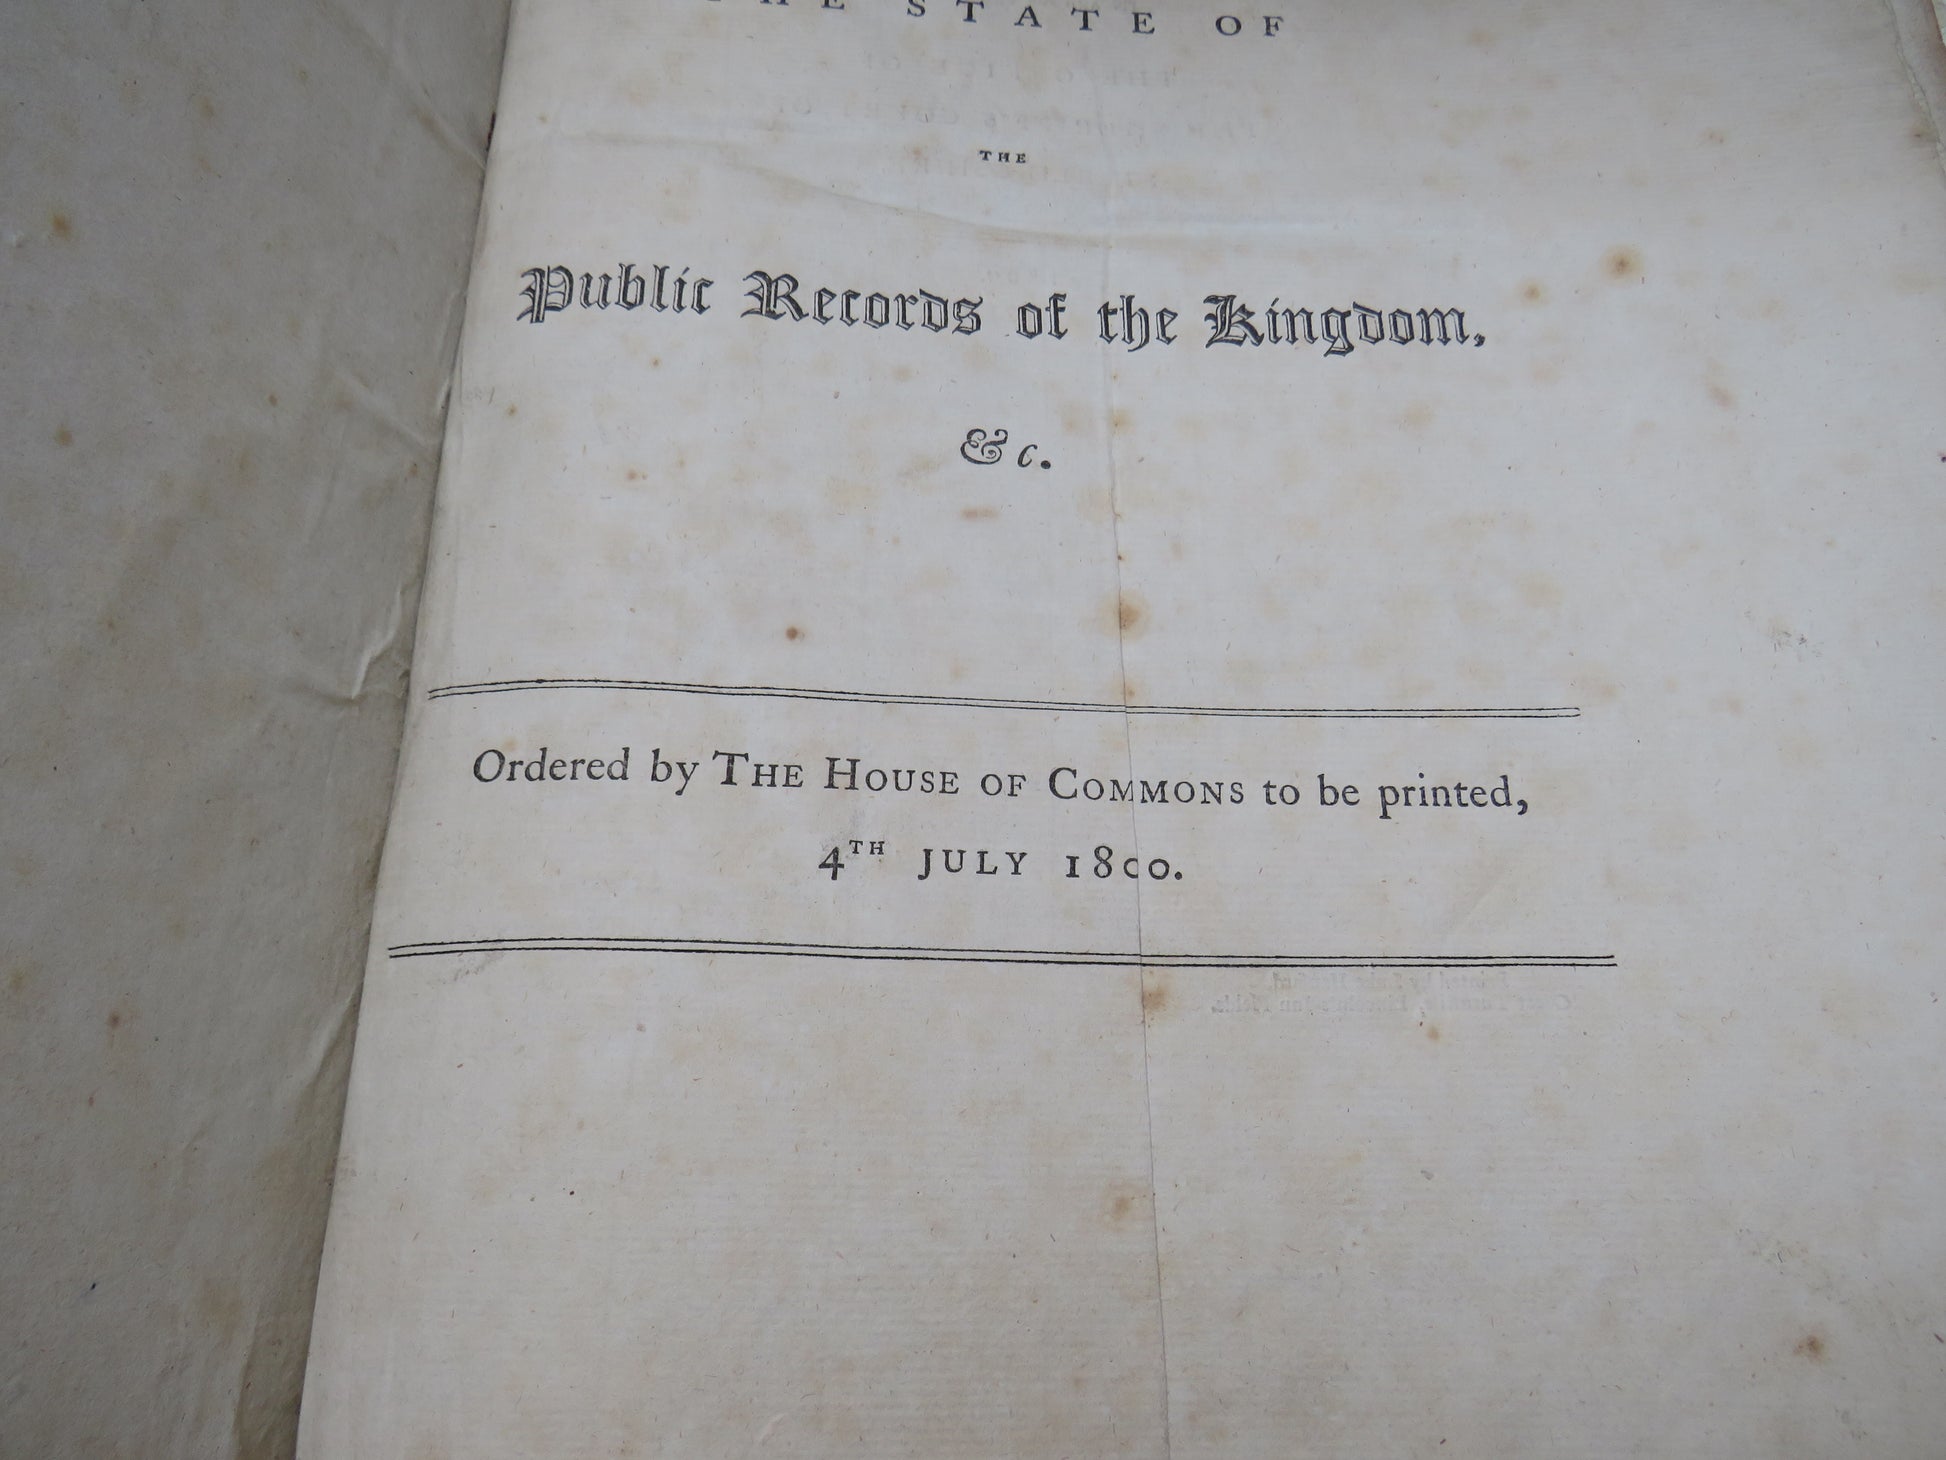 THE STATE OF
THE
Public Records of the Kingdom,
&c.
Ordered by THE HOUSE OF COMMONS to be printed,
4TH JULY 1800.